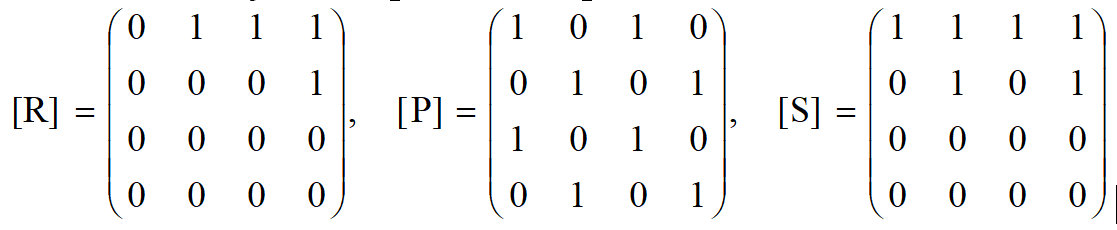 [R] = (0 1 1 1
0 0 0 1
0 0 0 0
0 0 0 0),
[P] = (1 0 1 0
0 1 0 1
1 0 1 0
0 1 0 1),
[S] = (1 1 1 1
0 1 0 1
0 0 0 0
0 0 0 0)